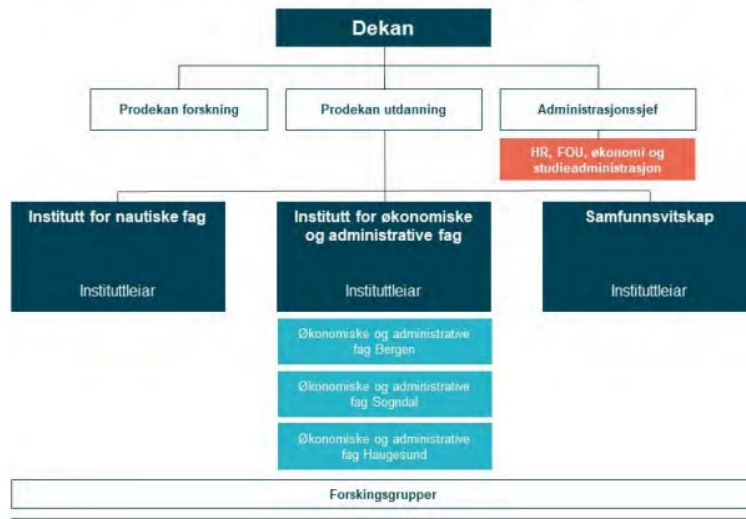 Dekan
Prodekan forskning
Prodekan utdanning
Administrasjonssjef
HR, FOU, økonomi og
studieadministrasjon
Institutt for nautiske fag
Instituttleiar
Institutt for økonomiske
og administrative fag
Instituttleiar
Samfunnsvitskap
Instituttleiar
Økonomiske og administrative
fag Bergen
Økonomiske og administrative
fag Sogndal
Økonomiske og administrative
fag Haugesund
Forskingsgrupper